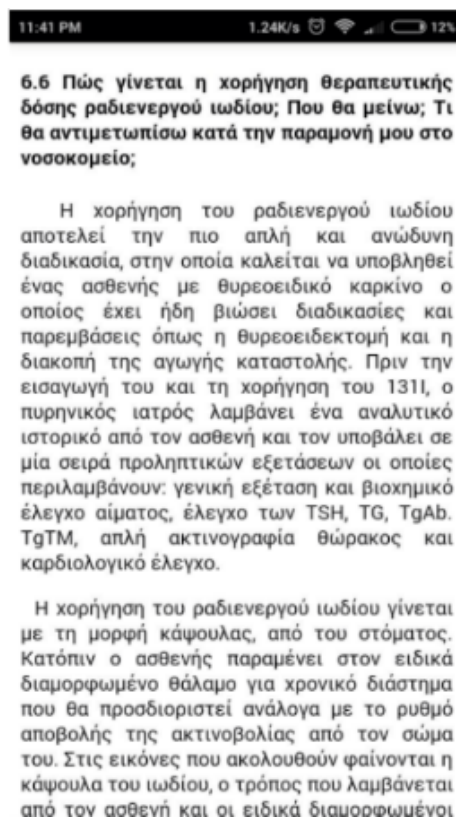 11:41 PM 1.24K/s 12%
6.6 Πώς γίνεται η χορήγηση θεραπευτικής
δόσης ραδιενεργού ιωδίου; Που θα μείνω; Τι
θα αντιμετωπίσω κατά την παραμονή μου στο
νοσοκομείο;
Η χορήγηση του ραδιενεργού ιωδίου
αποτελεί την πιο απλή και ανώδυνη
διαδικασία, στην οποία καλείται να υποβληθεί
ένας ασθενής με θυρεοειδικό καρκίνο ο
οποίος έχει ήδη βιώσει διαδικασίες και
παρεμβάσεις όπως η θυρεοειδεκτομή και η
διακοπή της αγωγής καταστολής. Πριν την
εισαγωγή του και τη χορήγηση του 131Ι, ο
πυρηνικός ιατρός λαμβάνει ένα αναλυτικό
ιστορικό από τον ασθενή και τον υποβάλει σε
μία σειρά προληπτικών εξετάσεων οι οποίες
περιλαμβάνουν: γενική εξέταση και βιοχημικό
έλεγχο αίματος, έλεγχο των TSH, TG, TgAb.
TgTM, απλή ακτινογραφία θώρακος και
καρδιολογικό έλεγχο.
Η χορήγηση του ραδιενεργού ιωδίου γίνεται
με τη μορφή κάψουλας, από του στόματος.
Κατόπιν ο ασθενής παραμένει στον ειδικά
διαμορφωμένο θάλαμο για χρονικό διάστημα
που θα προσδιοριστεί ανάλογα με το ρυθμό
αποβολής της ακτινοβολίας από τον σώμα
του. Στις εικόνες που ακολουθούν φαίνονται η
κάψουλα του ιωδίου, ο τρόπος που λαμβάνεται
από τον ασθενή και οι ειδικά διαμορφωμένοι